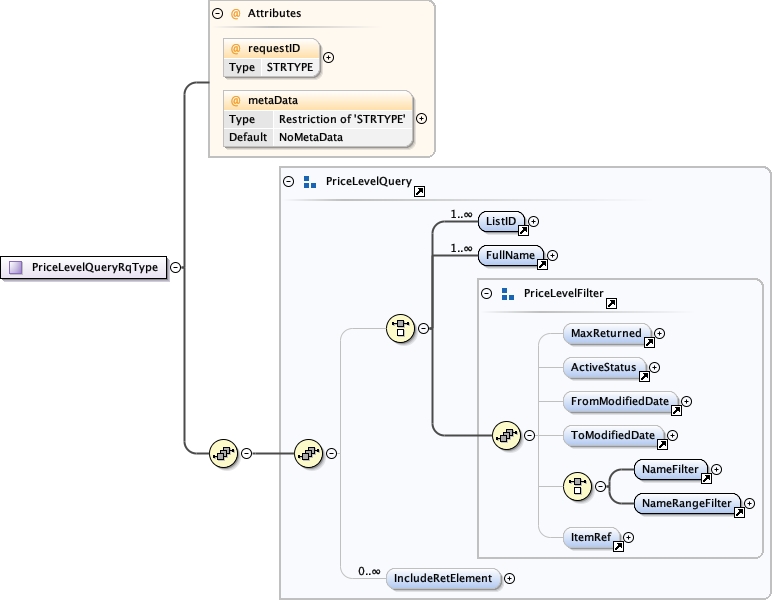 @ Attributes
@ requestID
Type STRTYPE
@ metaData
Type Restriction of 'STRTYPE'
Default NoMetaData
PriceLevelQuery
1..∞ ListID
1..∞ FullName
PriceLevelQueryRqType
PriceLevelFilter
MaxReturned
ActiveStatus
FromModifiedDate
ToModifiedDate
NameFilter
NameRangeFilter
ItemRef
0..∞ IncludeRetElement